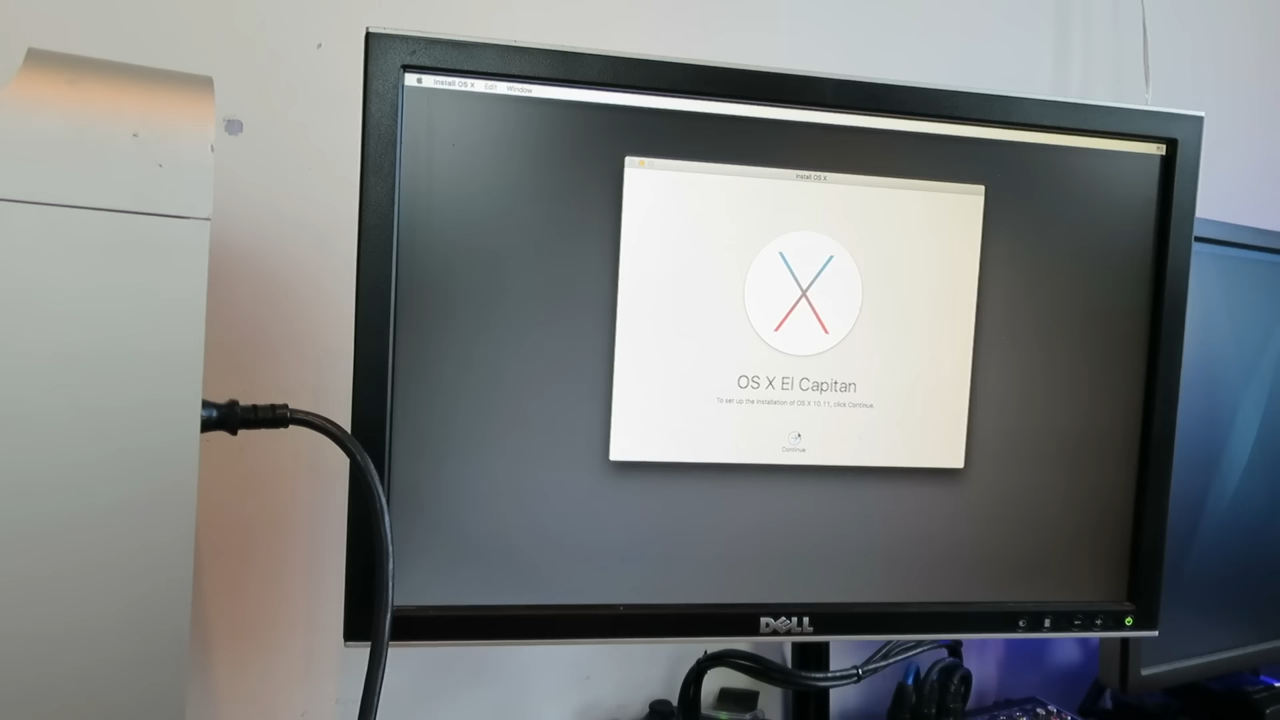 Install OS X Edit Window
Install OS X
OS X El Capitan
To set up the installation of OS X 10.11, click Continue.
Continue
DELL